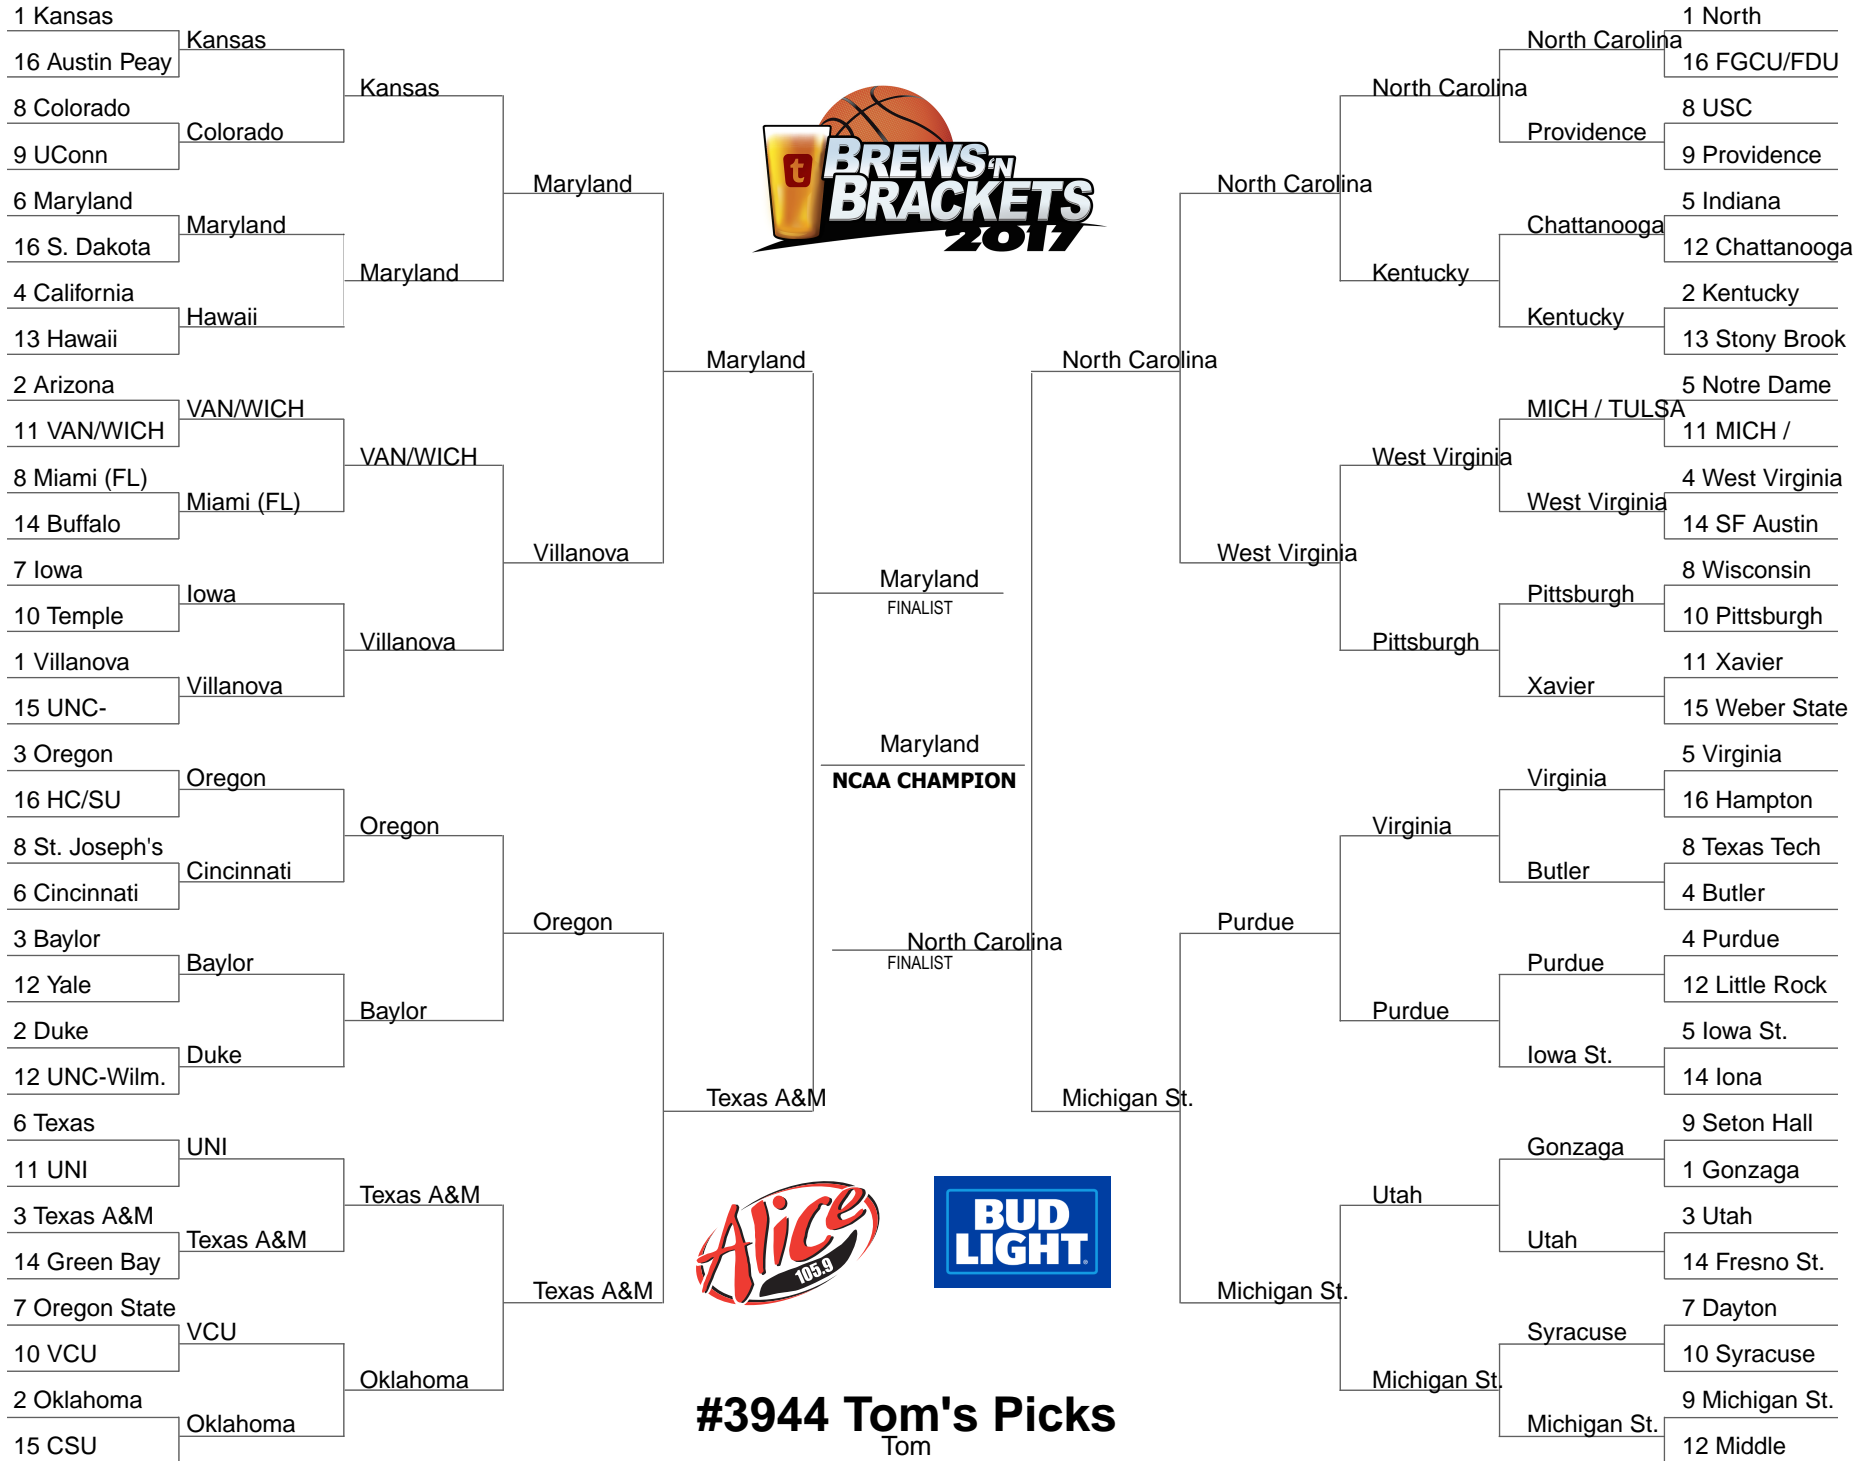 1 Kansas
16 Austin Peay
8 Colorado
9 UConn
6 Maryland
16 S. Dakota
4 California
13 Hawaii
2 Arizona
11 VAN/WICH
8 Miami (FL)
14 Buffalo
7 Iowa
10 Temple
1 Villanova
15 UNC-
3 Oregon
16 HC/SU
8 St. Joseph's
6 Cincinnati
3 Baylor
12 Yale
2 Duke
12 UNC-Wilm.
6 Texas
11 UNI
3 Texas A&M
14 Green Bay
7 Oregon State
10 VCU
2 Oklahoma
15 CSU
Kansas
Colorado
Maryland
Hawaii
VAN/WICH
Miami (FL)
Iowa
Villanova
Oregon
Cincinnati
Baylor
Duke
UNI
Texas A&M
VCU
Oklahoma
Kansas
Maryland
VAN/WICH
Villanova
Oregon
Baylor
Texas A&M
Oklahoma
Maryland
Villanova
Oregon
Texas A&M
Maryland
Texas A&M
t
BREWS 'N
BRACKETS
2017
Maryland
FINALIST
Maryland
NCAA CHAMPION
North Carolina
FINALIST
Alice
105.9
BUD
LIGHT
#3944 Tom's Picks
Tom
North Carolina
Michigan St.
North Carolina
West Virginia
Purdue
Michigan St.
North Carolina
Kentucky
West Virginia
Pittsburgh
Virginia
Purdue
Utah
Michigan St.
North Carolina
Providence
Chattanooga
Kentucky
MICH / TULSA
West Virginia
Pittsburgh
Xavier
Virginia
Butler
Purdue
Iowa St.
Gonzaga
Utah
Syracuse
Michigan St.
1 North
16 FGCU/FDU
8 USC
9 Providence
5 Indiana
12 Chattanooga
2 Kentucky
13 Stony Brook
5 Notre Dame
11 MICH /
4 West Virginia
14 SF Austin
8 Wisconsin
10 Pittsburgh
11 Xavier
15 Weber State
5 Virginia
16 Hampton
8 Texas Tech
4 Butler
4 Purdue
12 Little Rock
5 Iowa St.
14 Iona
9 Seton Hall
1 Gonzaga
3 Utah
14 Fresno St.
7 Dayton
10 Syracuse
9 Michigan St.
12 Middle